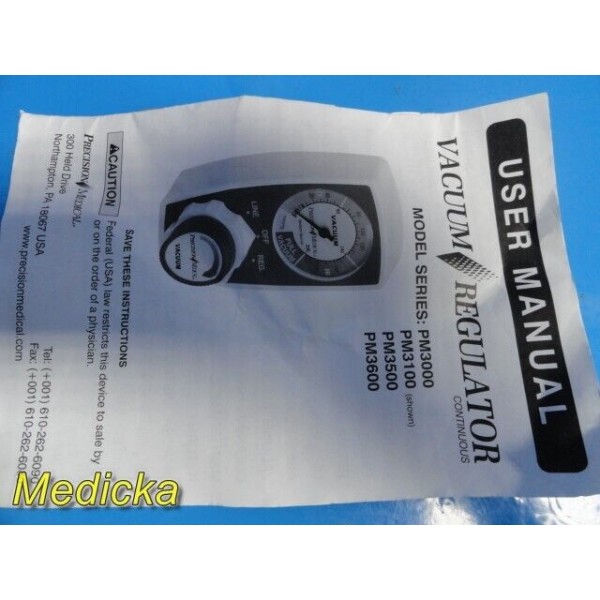 USER MANUAL
VACUUM REGULATOR
CONTINUOUS
MODEL SERIES: PM3000
PM3100 (shown)
PM3500
PM3600
VACUUM
LINE OFF REG.
VACUUM
SAVE THESE INSTRUCTIONS
⚠CAUTION
Federal (USA) law restricts this device to sale by
or on the order of a physician.
PRECISION MEDICAL
300 Held Drive
Northampton, PA 18067 USA
www.precisionmedical.com
Tel: (+001) 610-262-6090
Fax: (+001) 610-262-60
Medicka